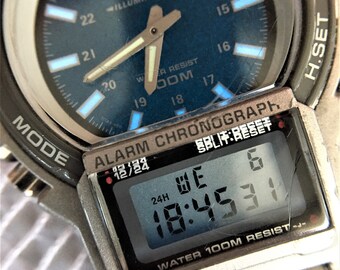 ILLUM
22
21
20
19
18
17
16
15
WATER RESIST
100M
MODE
H.SET
ALARM CHRONOGRAPH
12/24
SPLIT-RESET
WE 6
24H
18:45 31
WATER 100M RESIST